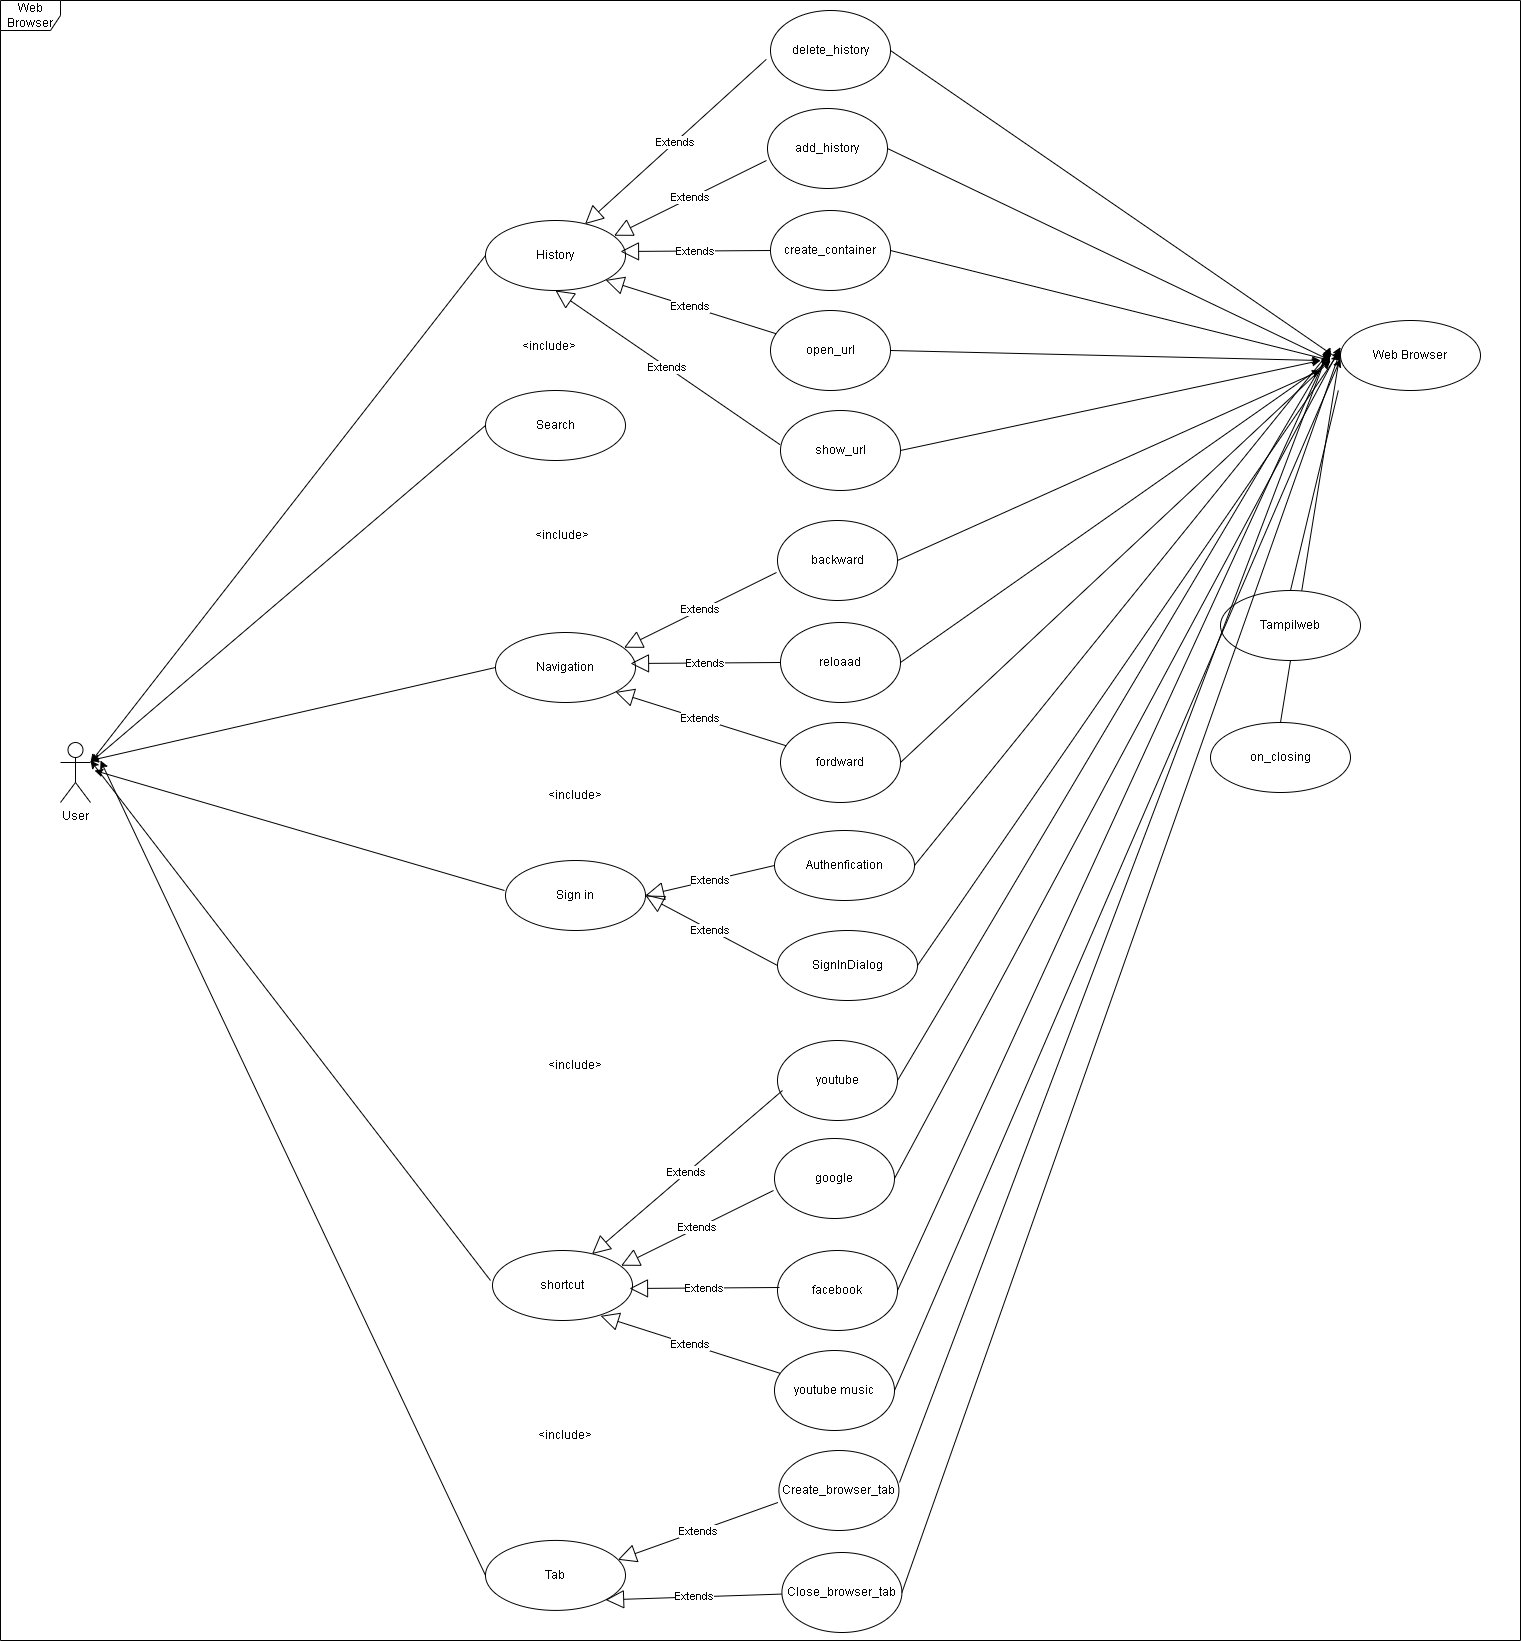 Web
Browser
delete_history
Extends
add_history
Extends
History
Extends
create_container
Extends
open_url
<include>
Extends
Web Browser
Search
show_url
<include>
backward
Extends
Tampilweb
Navigation
Extends
reloaad
Extends
fordward
on_closing
<include>
User
Authenfication
Extends
Sign in
Extends
SignInDialog
<include>
youtube
Extends
google
Extends
shortcut
Extends
facebook
Extends
youtube music
<include>
Create_browser_tab
Extends
Tab
Extends
Close_browser_tab